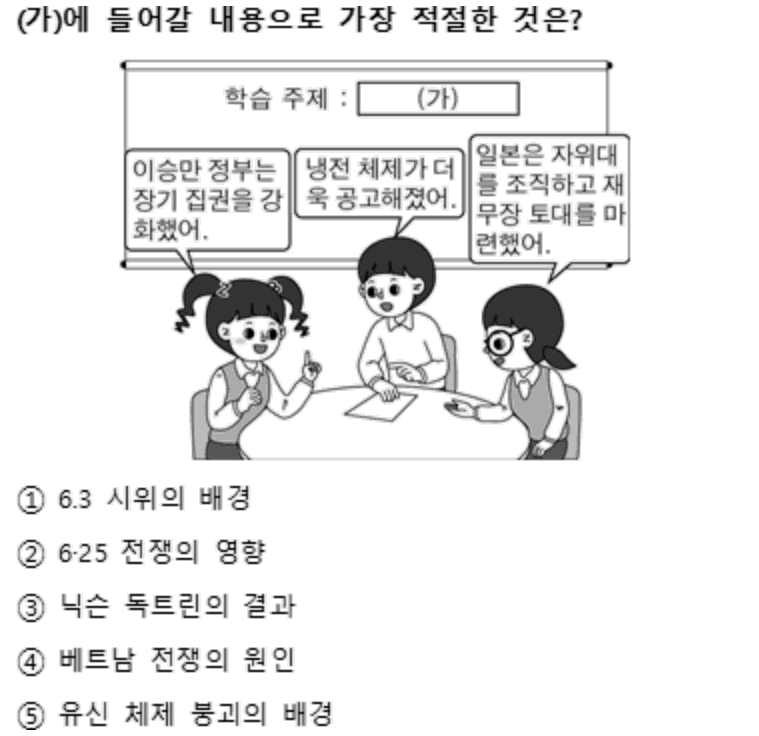 (가)에 들어갈 내용으로 가장 적절한 것은?
학습 주제 : (가)
이승만 정부는
장기 집권을 강
화했어.
냉전 체제가 더
욱 공고해졌어.
일본은 자위대
를 조직하고 재
무장 토대를 마
련했어.
① 6.3 시위의 배경
② 6·25 전쟁의 영향
③ 닉슨 독트린의 결과
④ 베트남 전쟁의 원인
⑤ 유신 체제 붕괴의 배경